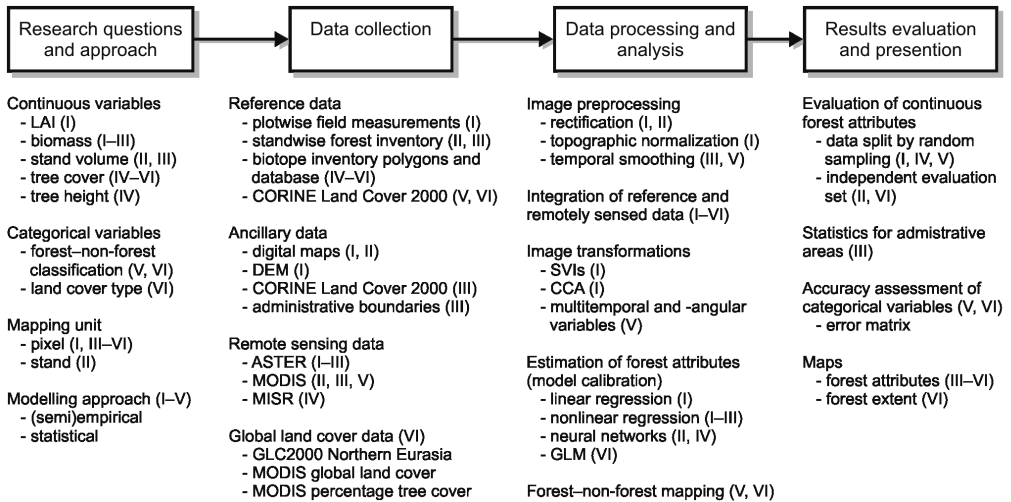 Research questions
and approach
Data collection
Data processing and
analysis
Results evaluation
and presention
Continuous variables
- LAI (I)
- biomass (I–III)
- stand volume (II, III)
- tree cover (IV–VI)
- tree height (IV)
Categorical variables
- forest–non-forest
classification (V, VI)
- land cover type (VI)
Mapping unit
- pixel (I, III–VI)
- stand (II)
Modelling approach (I–V)
- (semi)empirical
- statistical
Reference data
- plotwise field measurements (I)
- standwise forest inventory (II, III)
- biotope inventory polygons and
database (IV–VI)
- CORINE Land Cover 2000 (V, VI)
Ancillary data
- digital maps (I, II)
- DEM (I)
- CORINE Land Cover 2000 (III)
- administrative boundaries (III)
Remote sensing data
- ASTER (I–III)
- MODIS (II, III, V)
- MISR (IV)
Global land cover data (VI)
- GLC2000 Northern Eurasia
- MODIS global land cover
- MODIS percentage tree cover
Image preprocessing
- rectification (I, II)
- topographic normalization (I)
- temporal smoothing (III, V)
Integration of reference and
remotely sensed data (I–VI)
Image transformations
- SVIs (I)
- CCA (I)
- multitemporal and -angular
variables (V)
Estimation of forest attributes
(model calibration)
- linear regression (I)
- nonlinear regression (I–III)
- neural networks (II, IV)
- GLM (VI)
Forest–non-forest mapping (V, VI)
Evaluation of continuous
forest attributes
- data split by random
sampling (I, IV, V)
- independent evaluation
set (II, VI)
Statistics for admistrative
areas (III)
Accuracy assessment of
categorical variables (V, VI)
- error matrix
Maps
- forest attributes (III–VI)
- forest extent (VI)